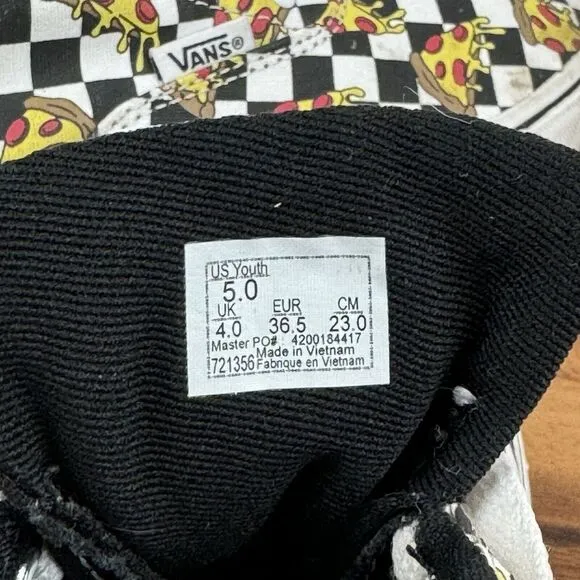 VANS®
US Youth
5.0
UK EUR CM
4.0 36.5 23.0
Master PO# : 4200184417
Made in Vietnam
721356 Fabrique en Vietnam